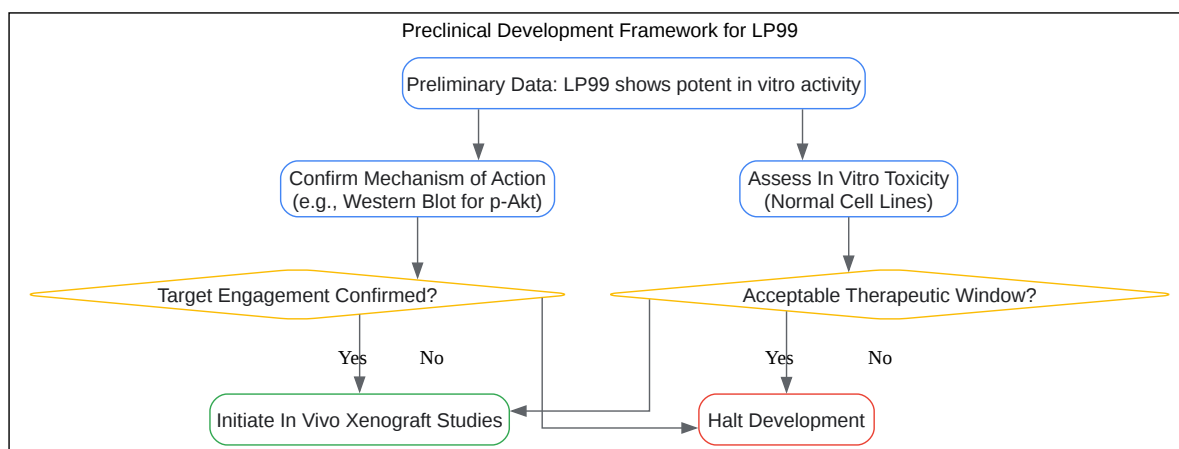 Preclinical Development Framework for LP99
Preliminary Data: LP99 shows potent in vitro activity
Confirm Mechanism of Action
(e.g., Western Blot for p-Akt)
Assess In Vitro Toxicity
(Normal Cell Lines)
Target Engagement Confirmed?
Acceptable Therapeutic Window?
Yes
No
Yes
No
Initiate In Vivo Xenograft Studies
Halt Development